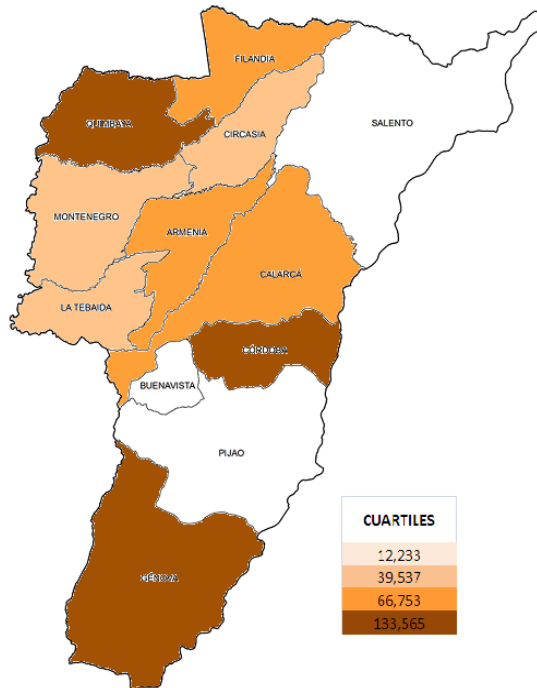 FILANDIA
QUIMBAYA
SALENTO
CIRCASIA
MONTENEGRO
ARMENIA
CALARCÁ
LA TEBAIDA
CÓRDOBA
BUENAVISTA
PIJAO
GÉNOVA
CUARTILES
12,233
39,537
66,753
133,565